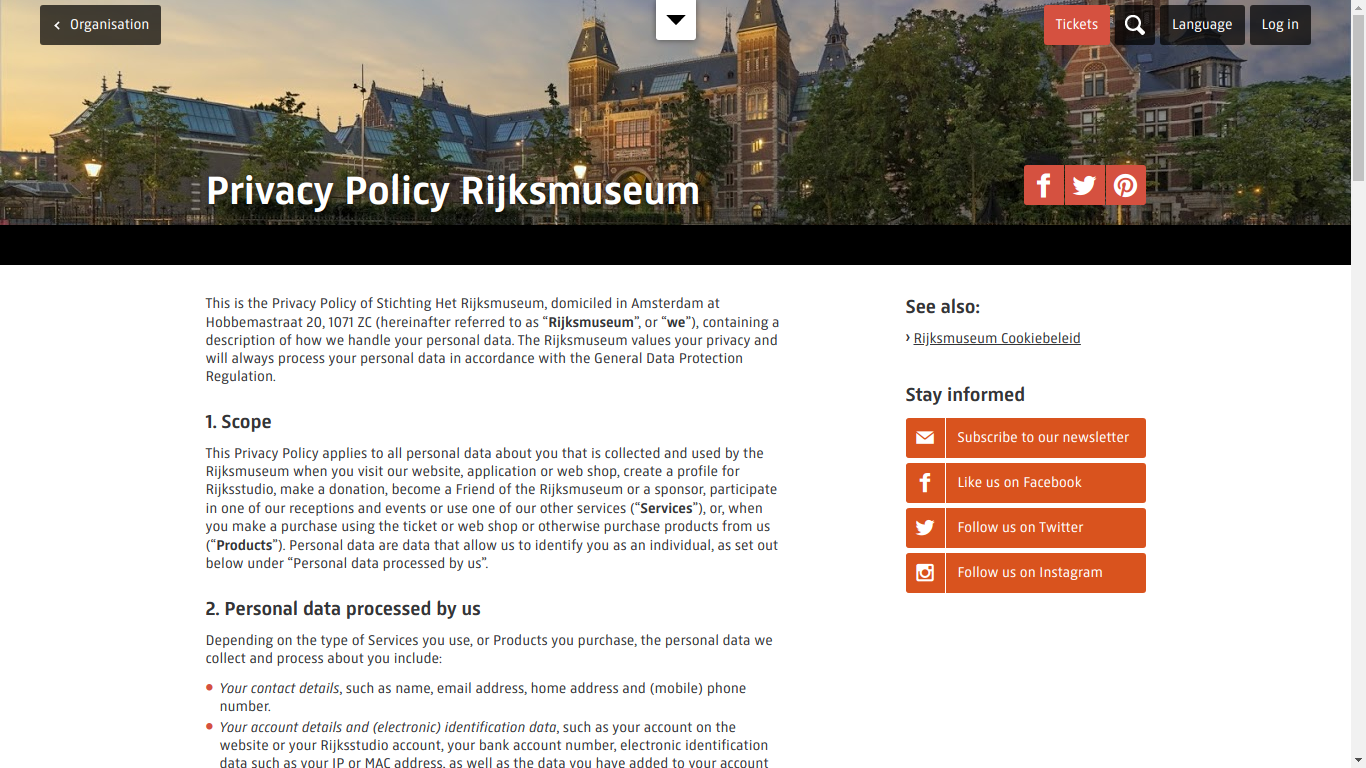 Organisation
Tickets
Language
Log in
Privacy Policy Rijksmuseum
This is the Privacy Policy of Stichting Het Rijksmuseum, domiciled in Amsterdam at
Hobbemastraat 20, 1071 ZC (hereinafter referred to as “Rijksmuseum”, or “we”), containing a
description of how we handle your personal data. The Rijksmuseum values your privacy and
will always process your personal data in accordance with the General Data Protection
Regulation.
1. Scope
This Privacy Policy applies to all personal data about you that is collected and used by the
Rijksmuseum when you visit our website, application or web shop, create a profile for
Rijksstudio, make a donation, become a Friend of the Rijksmuseum or a sponsor, participate
in one of our receptions and events or use one of our other services (“Services”), or, when
you make a purchase using the ticket or web shop or otherwise purchase products from us
(“Products”). Personal data are data that allow us to identify you as an individual, as set out
below under “Personal data processed by us”.
2. Personal data processed by us
Depending on the type of Services you use, or Products you purchase, the personal data we
collect and process about you include:
Your contact details, such as name, email address, home address and (mobile) phone
number.
Your account details and (electronic) identification data, such as your account on the
website or your Rijksstudio account, your bank account number, electronic identification
data such as your IP or MAC address, as well as the data you have added to your account
See also:
Rijksmuseum Cookiebeleid
Stay informed
Subscribe to our newsletter
Like us on Facebook
Follow us on Twitter
Follow us on Instagram